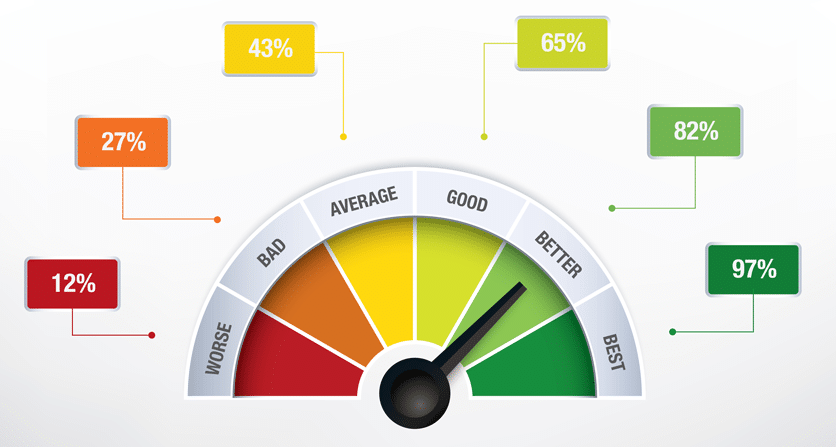 43%
65%
27%
82%
12%
97%
WORSE
BAD
AVERAGE
GOOD
BETTER
BEST